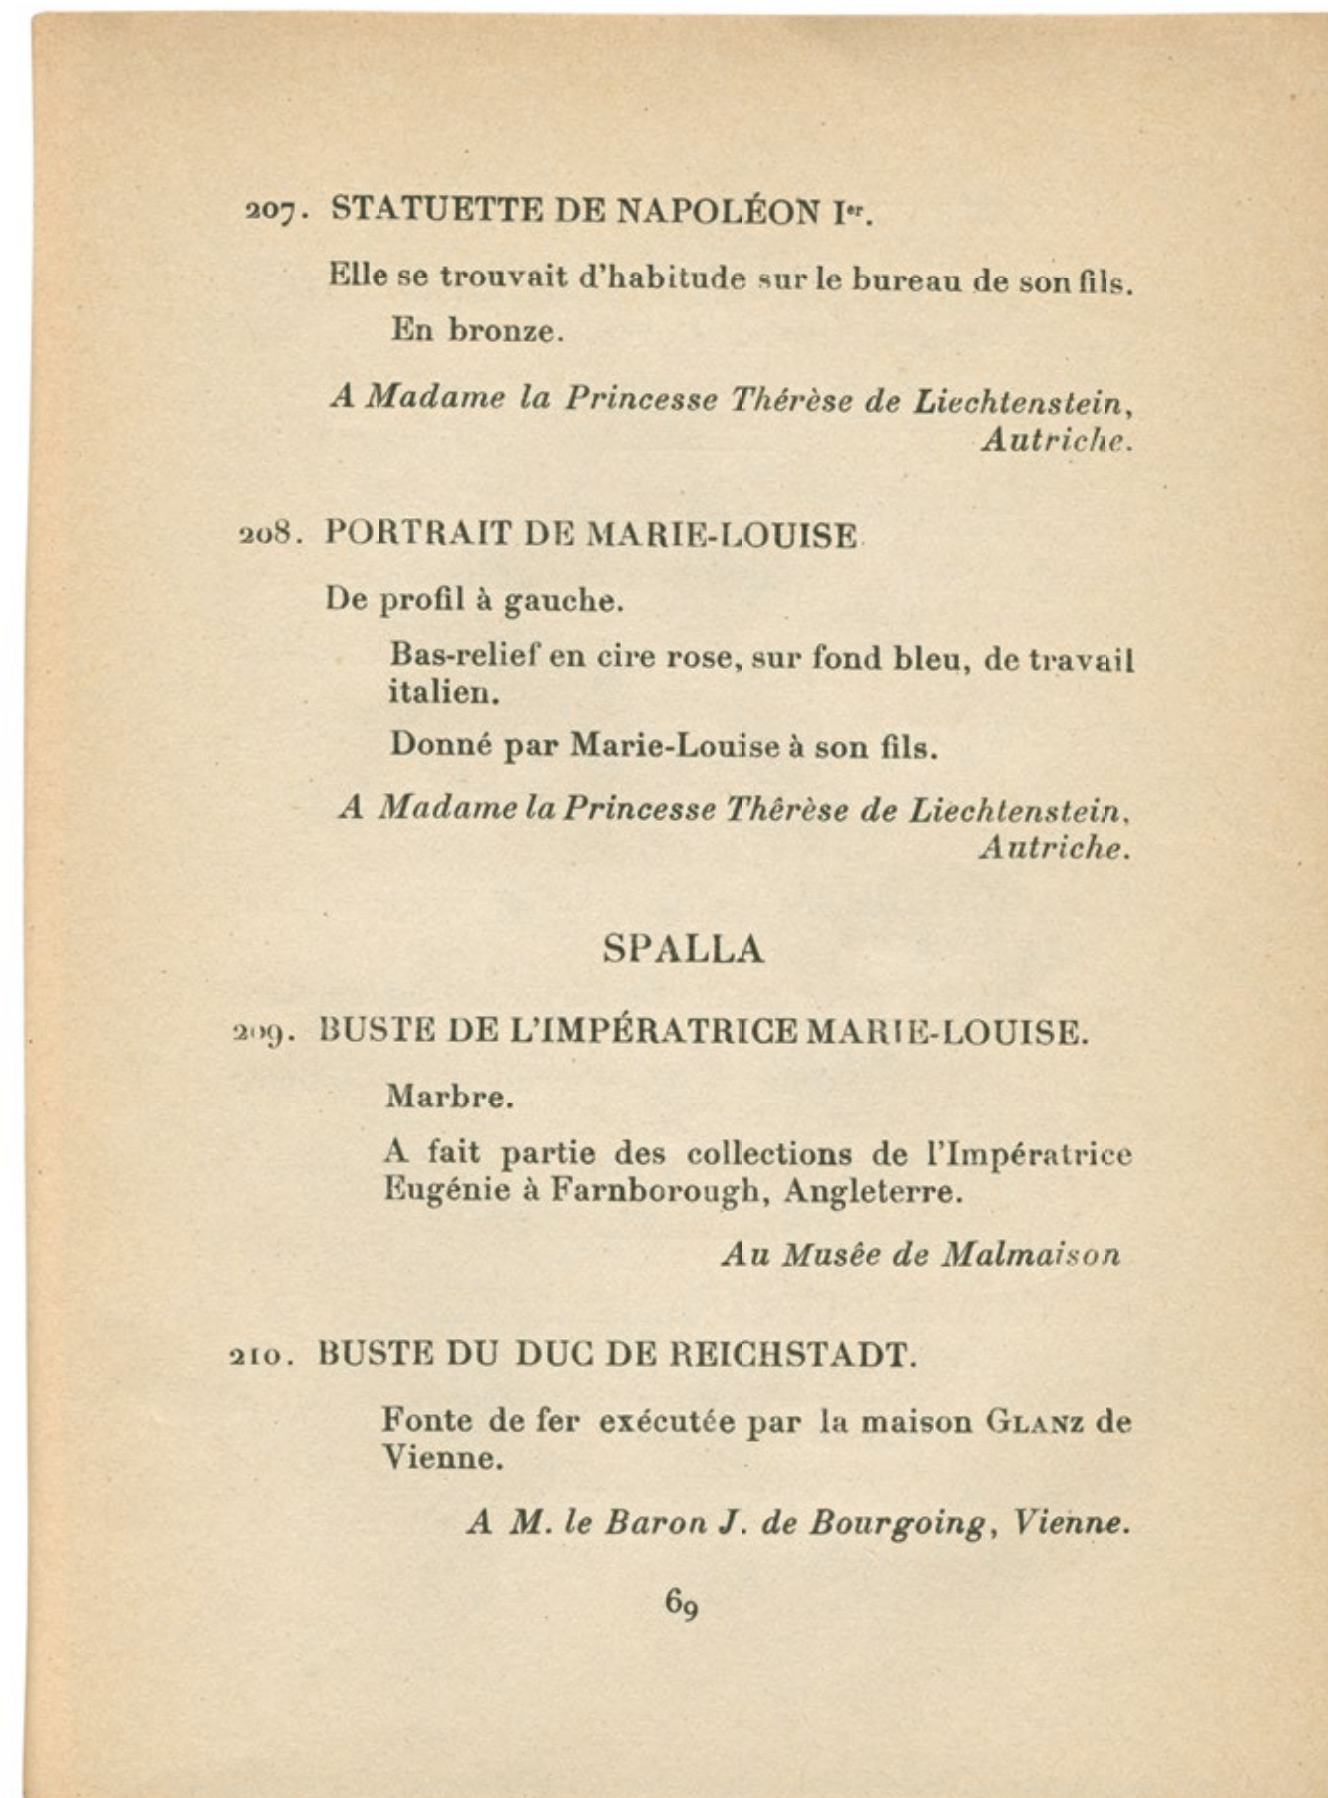 207. STATUETTE DE NAPOLÉON Ier.
Elle se trouvait d'habitude sur le bureau de son fils.
En bronze.
A Madame la Princesse Thérèse de Liechtenstein,
Autriche.
208. PORTRAIT DE MARIE-LOUISE.
De profil à gauche.
Bas-relief en cire rose, sur fond bleu, de travail
italien.
Donné par Marie-Louise à son fils.
A Madame la Princesse Thêrèse de Liechtenstein,
Autriche.
SPALLA
209. BUSTE DE L'IMPÉRATRICE MARIE-LOUISE.
Marbre.
A fait partie des collections de l'Impératrice
Eugénie à Farnborough, Angleterre.
Au Musêe de Malmaison
210. BUSTE DU DUC DE REICHSTADT.
Fonte de fer exécutée par la maison GLANZ de
Vienne.
A M. le Baron J. de Bourgoing, Vienne.
69